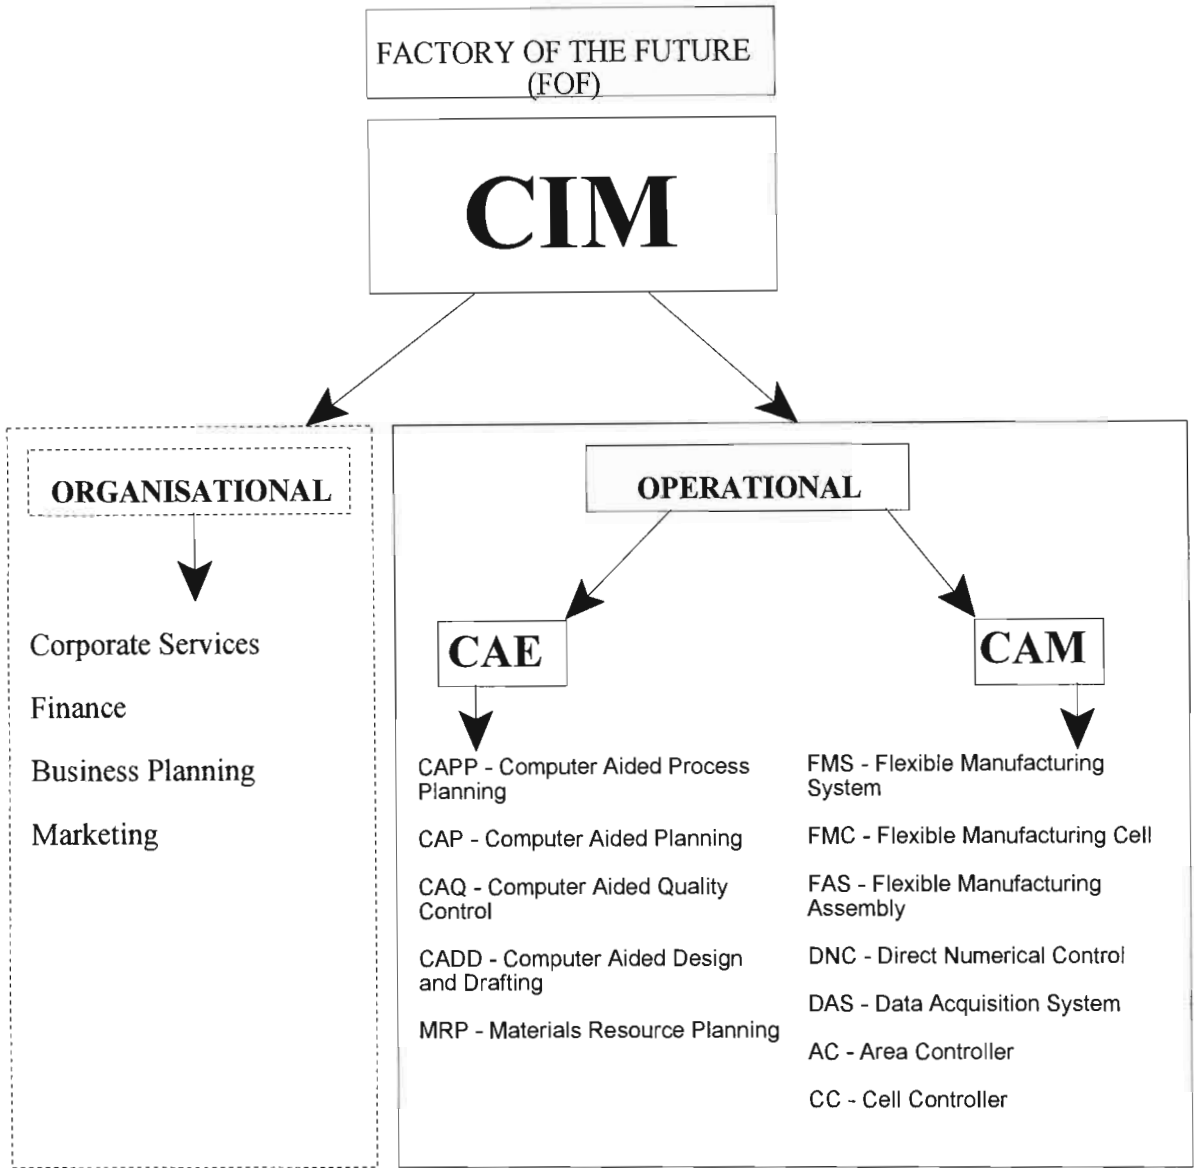 FACTORY OF THE FUTURE
(FOF)
CIM
ORGANISATIONAL
Corporate Services
Finance
Business Planning
Marketing
OPERATIONAL
CAE
CAPP - Computer Aided Process
Planning
CAP - Computer Aided Planning
CAQ - Computer Aided Quality
Control
CADD - Computer Aided Design
and Drafting
MRP - Materials Resource Planning
CAM
FMS - Flexible Manufacturing
System
FMC - Flexible Manufacturing Cell
FAS - Flexible Manufacturing
Assembly
DNC - Direct Numerical Control
DAS - Data Acquisition System
AC - Area Controller
CC - Cell Controller